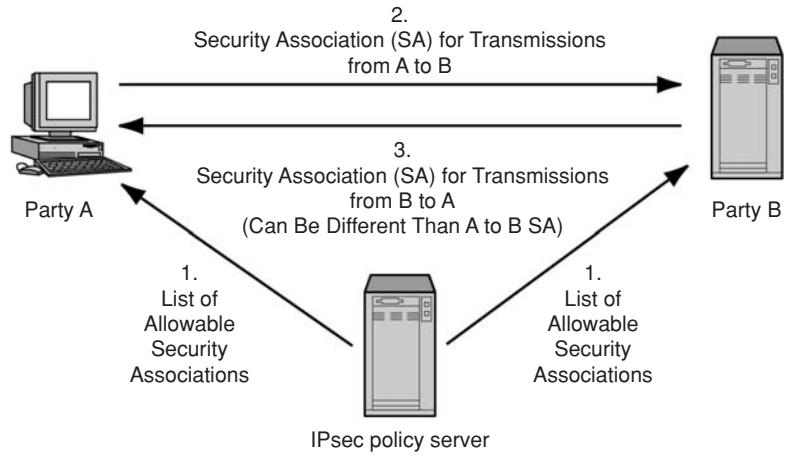 2.
Security Association (SA) for Transmissions
from A to B
3.
Security Association (SA) for Transmissions
from B to A
(Can Be Different Than A to B SA)
Party A
Party B
1.
List of
Allowable
Security
Associations
1.
List of
Allowable
Security
Associations
IPsec policy server